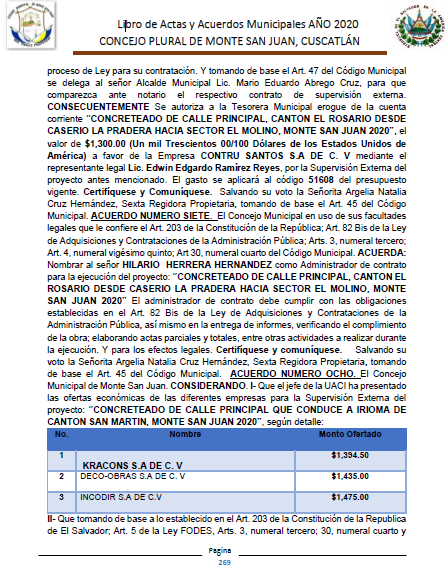 Libro de Actas y Acuerdos Municipales AÑO 2020
CONCEJO PLURAL DE MONTE SAN JUAN, CUSCATLÁN
proceso de Ley para su contratación. Y tomando de base el Art. 47 del Código Municipal
se delega al señor Alcalde Municipal Lic. Mario Eduardo Abrego Cruz, para que
comparezca ante notario el respectivo contrato de supervisión externa.
CONSECUENTEMENTE Se autoriza a la Tesorera Municipal erogue de la cuenta
corriente “CONCRETEADO DE CALLE PRINCIPAL, CANTON EL ROSARIO DESDE
CASERIO LA PRADERA HACIA SECTOR EL MOLINO, MONTE SAN JUAN 2020”, el
valor de $1,300.00 (Un mil Trescientos 00/100 Dólares de los Estados Unidos de
América) a favor de la Empresa CONTRU SANTOS S.A DE C. V mediante el
representante legal Lic. Edwin Edgardo Ramírez Reyes, por la Supervisión Externa del
Proyecto antes mencionado. El gasto se aplicará al código 51608 del presupuesto
vigente. Certifíquese y Comuníquese. Salvando su voto la Señorita Argelia Natalia
Cruz Hernández, Sexta Regidora Propietaria, tomando de base el Art. 45 del Código
Municipal. ACUERDO NUMERO SIETE. El Concejo Municipal en uso de sus facultades
legales que le confiere el Art. 203 de la Constitución de la República; Art. 82 Bis de la Ley
de Adquisiciones y Contrataciones de la Administración Pública; Arts. 3, numeral tercero;
Art. 4, numeral vigésimo quinto; Art 30, numeral cuarto del Código Municipal. ACUERDA:
Nombrar al señor HILARIO HERRERA HERNANDEZ como Administrador de contrato
para la ejecución del proyecto: “CONCRETEADO DE CALLE PRINCIPAL, CANTON EL
ROSARIO DESDE CASERIO LA PRADERA HACIA SECTOR EL MOLINO, MONTE
SAN JUAN 2020” El administrador de contrato debe cumplir con las obligaciones
establecidas en el Art. 82 Bis de la Ley de Adquisiciones y Contrataciones de la
Administración Pública, así mismo en la entrega de informes, verificando el complimiento
de la obra; elaborando actas parciales y totales, entre otras actividades a realizar durante
la ejecución. Y para los efectos legales. Certifíquese y comuníquese. Salvando su
voto la Señorita Argelia Natalia Cruz Hernández, Sexta Regidora Propietaria, tomando
de base el Art. 45 del Código Municipal. ACUERDO NUMERO OCHO. El Concejo
Municipal de Monte San Juan. CONSIDERANDO. I- Que el jefe de la UACI ha presentado
las ofertas económicas de las diferentes empresas para la Supervisión Externa del
proyecto: “CONCRETEADO DE CALLE PRINCIPAL QUE CONDUCE A IRIOMA DE
CANTON SAN MARTIN, MONTE SAN JUAN 2020”, según detalle:
No. Nombre Monto Ofertado
1 KRACONS S.A DE C. V $1,394.50
2 DECO-OBRAS S.A DE C. V $1,435.00
3 INCODIR S.A DE C.V $1,475.00
II- Que tomando de base a lo establecido en el Art. 203 de la Constitución de la Republica
de El Salvador; Art. 5 de la Ley FODES, Arts. 3, numeral tercero; 30, numeral cuarto y
Pagina
269